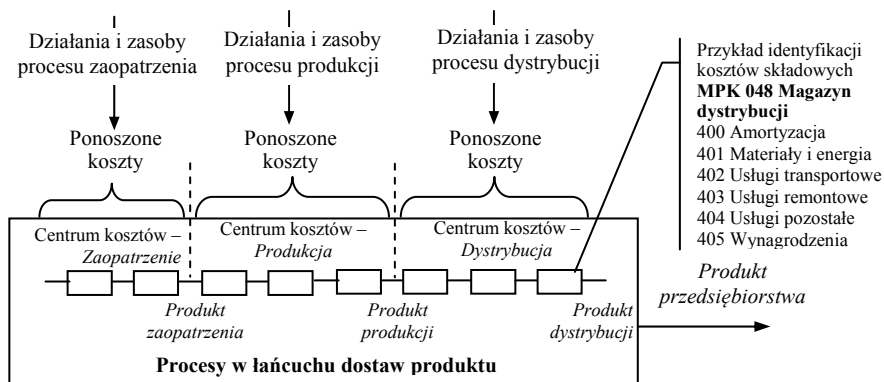 Działania i zasoby
procesu zaopatrzenia
Działania i zasoby
procesu produkcji
Działania i zasoby
procesu dystrybucji
Przykład identyfikacji
kosztów składowych
MPK 048 Magazyn
dystrybucji
400 Amortyzacja
401 Materiały i energia
402 Usługi transportowe
403 Usługi remontowe
404 Usługi pozostałe
405 Wynagrodzenia
Ponoszone
koszty
Ponoszone
koszty
Ponoszone
koszty
Centrum kosztów –
Zaopatrzenie
Centrum kosztów –
Produkcja
Centrum kosztów –
Dystrybucja
Produkt
zaopatrzenia
Produkt
produkcji
Produkt
dystrybucji
Produkt
przedsiębiorstwa
Procesy w łańcuchu dostaw produktu